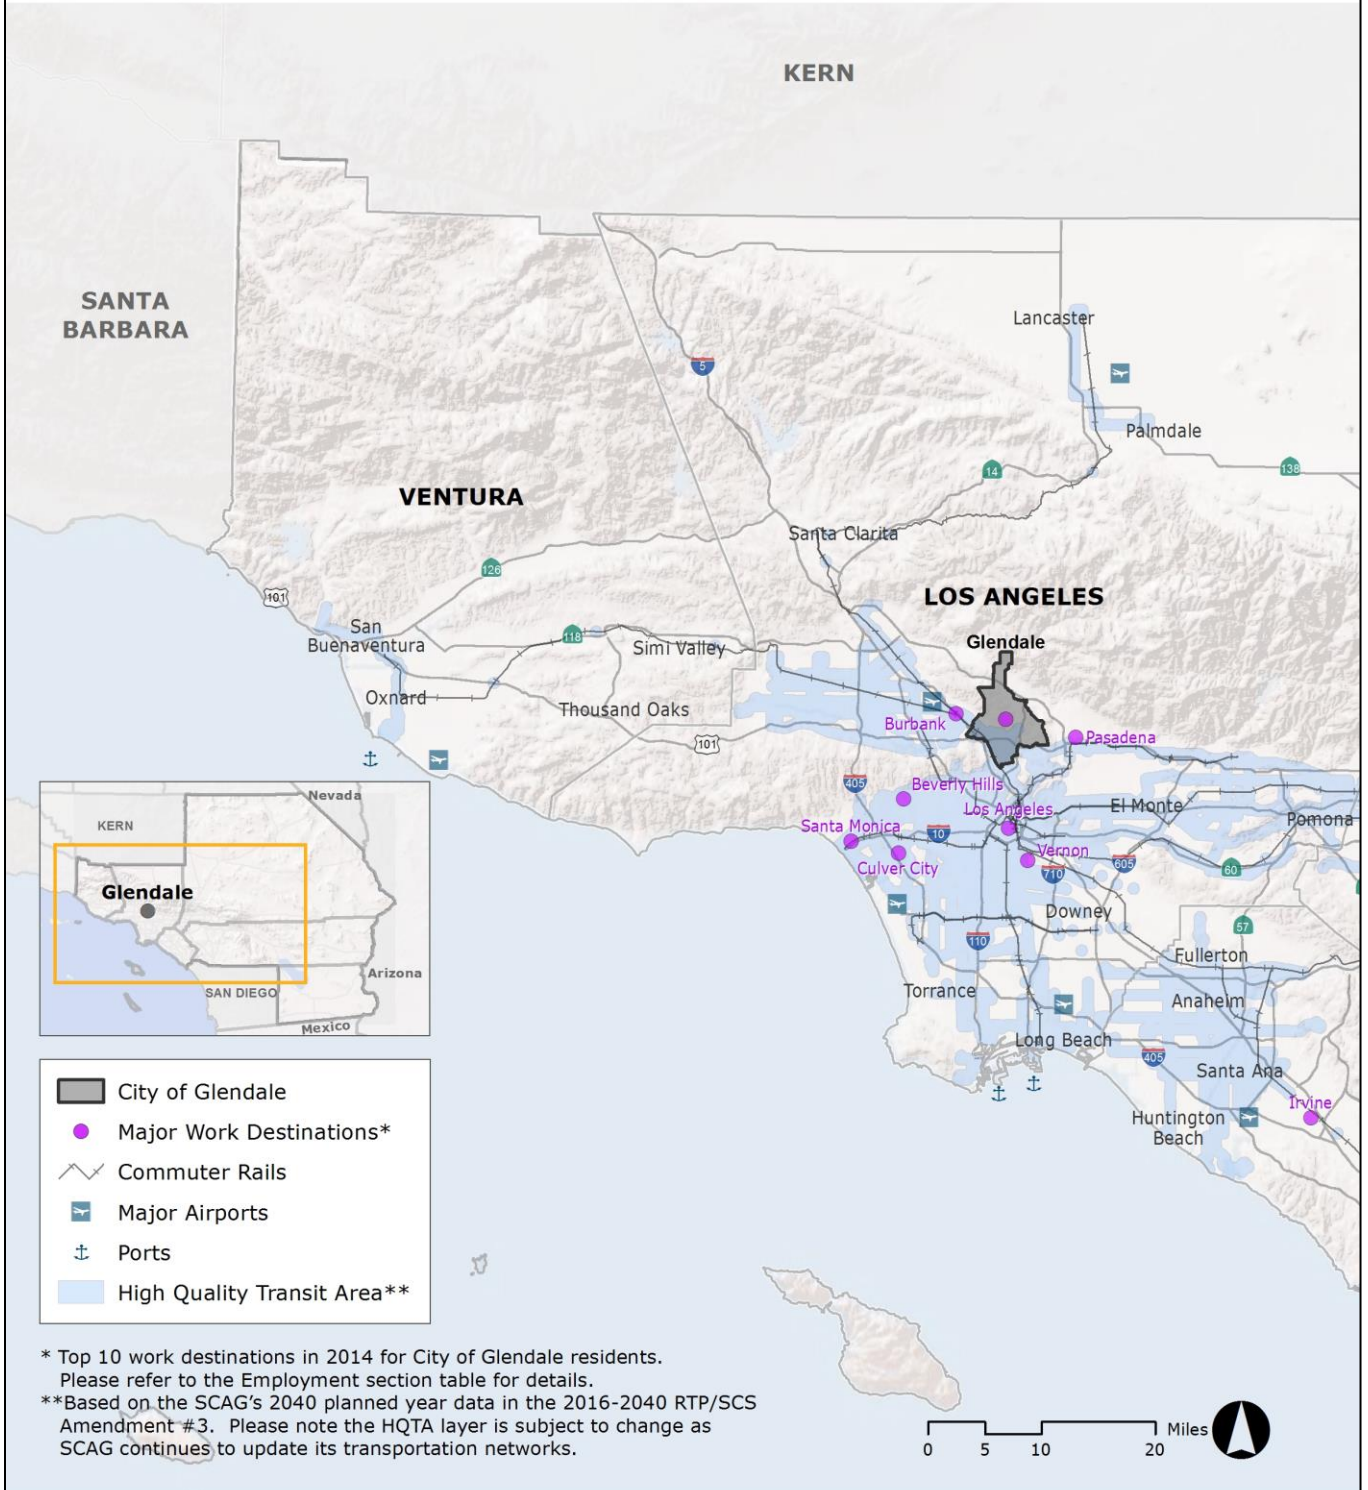 KERN
SANTA
BARBARA
Lancaster
5
Palmdale
14
138
VENTURA
Santa Clarita
126
101
LOS ANGELES
San
Buenaventura
118
Simi Valley
Glendale
Oxnard
Thousand Oaks
Burbank
101
Pasadena
405
Beverly Hills
Los Angeles
El Monte
Santa Monica
10
Pomona
Culver City
Vernon
710
605
60
Downey
57
110
Fullerton
Torrance
Anaheim
Long Beach
405
Santa Ana
Irvine
Huntington
Beach
Nevada
KERN
Glendale
Arizona
SAN DIEGO
Mexico
City of Glendale
Major Work Destinations*
Commuter Rails
Major Airports
Ports
High Quality Transit Area**
* Top 10 work destinations in 2014 for City of Glendale residents.
Please refer to the Employment section table for details.
**Based on the SCAG's 2040 planned year data in the 2016-2040 RTP/SCS
Amendment #3. Please note the HQTA layer is subject to change as
SCAG continues to update its transportation networks.
Miles
0 5 10 20